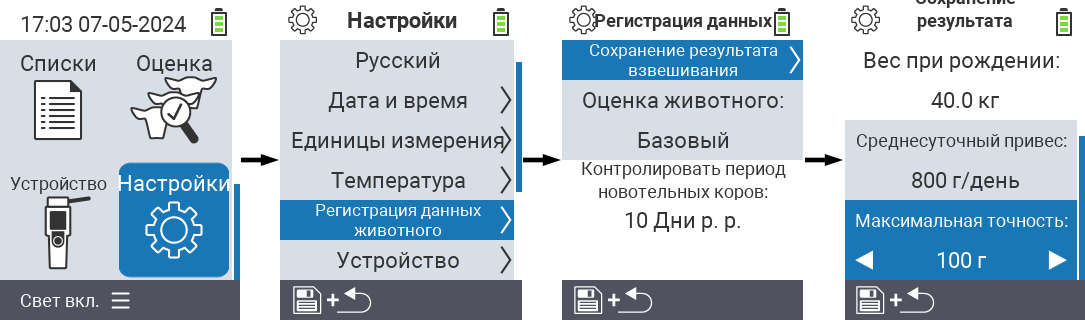 17:03 07-05-2024
Списки
Оценка
Устройство
Настройки
Свет вкл.
Настройки
Русский
Дата и время
Единицы измерения
Температура
Регистрация данных
животного
Устройство
+
Регистрация данных
Сохранение результата
взвешивания
Оценка животного:
Базовый
Контролировать период
новотельных коров:
10 Дни р. р.
+
Сохранение
результата
Вес при рождении:
40.0 кг
Среднесуточный привес:
800 г/день
Максимальная точность:
100 г
+